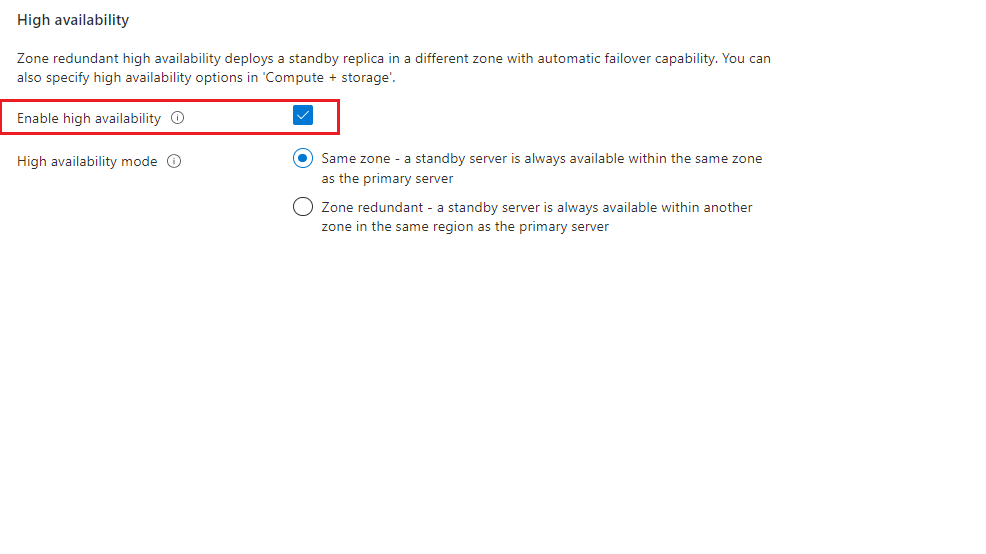 High availability
Zone redundant high availability deploys a standby replica in a different zone with automatic failover capability. You can
also specify high availability options in 'Compute + storage'.
Enable high availability
High availability mode
Same zone - a standby server is always available within the same zone
as the primary server
Zone redundant - a standby server is always available within another
zone in the same region as the primary server